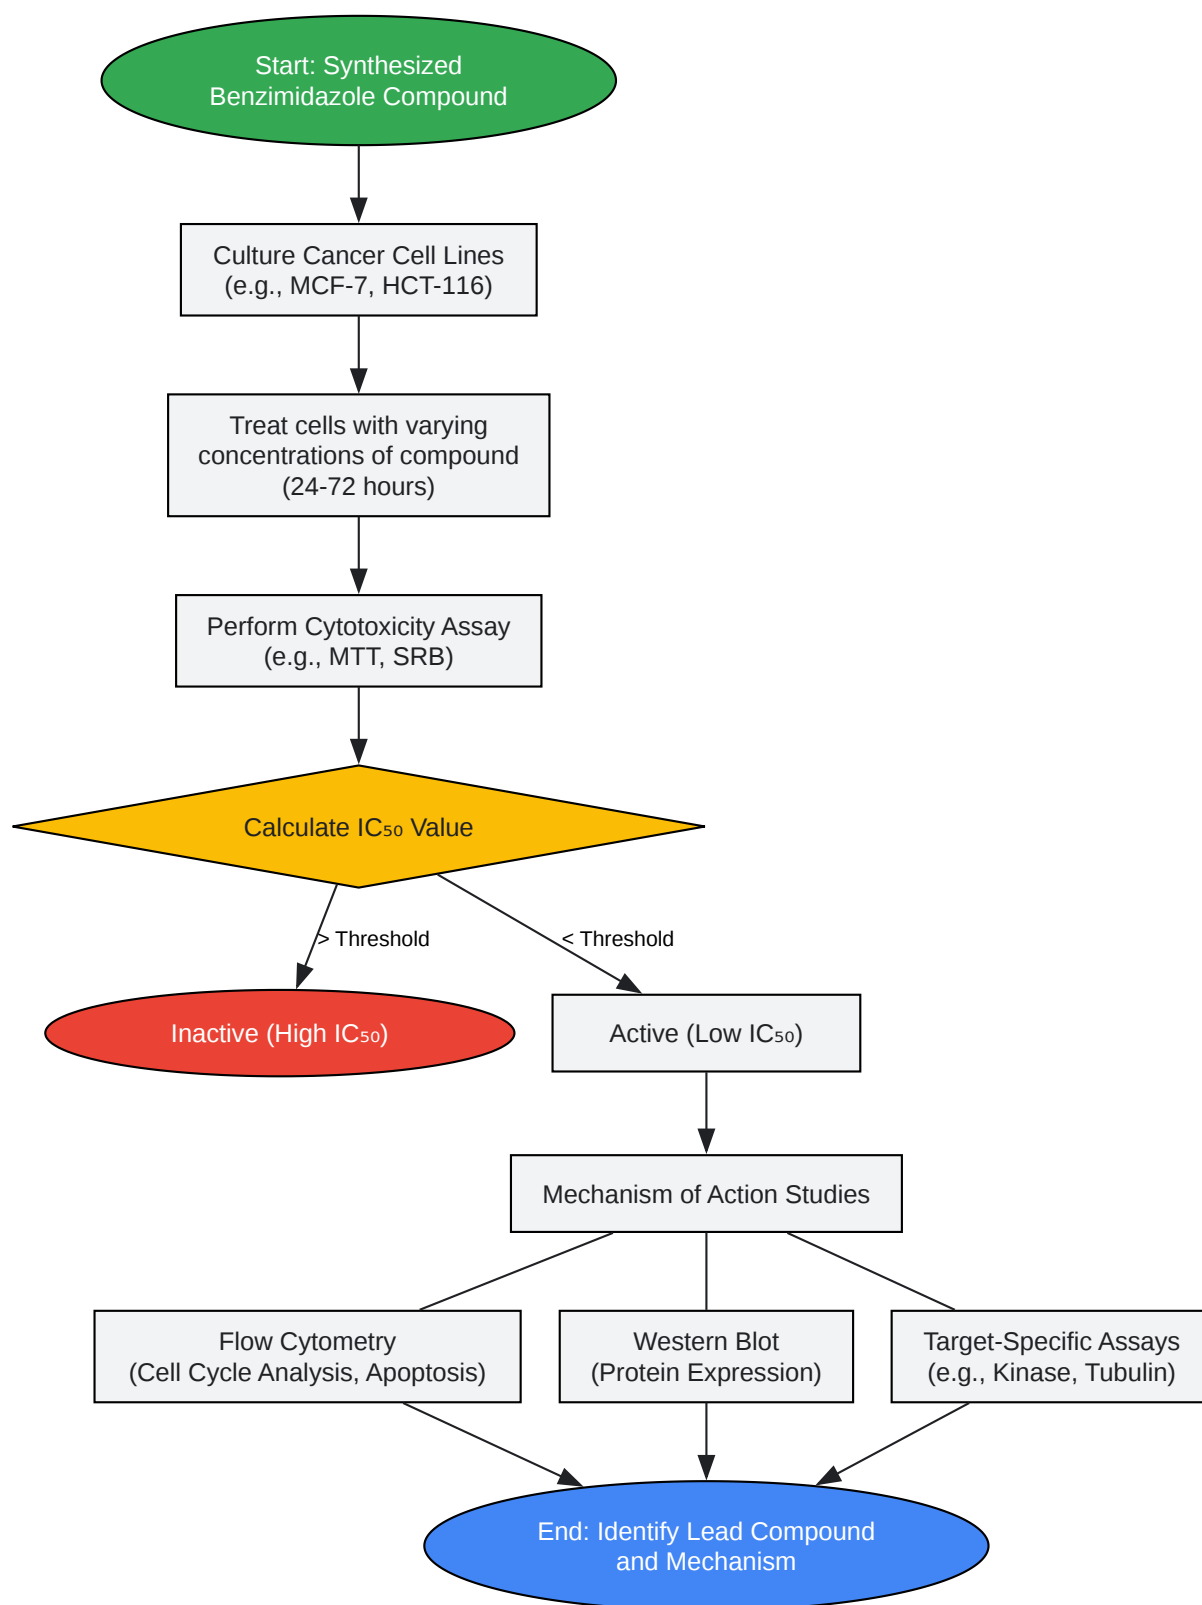 Start: Synthesized
Benzimidazole Compound
Culture Cancer Cell Lines
(e.g., MCF-7, HCT-116)
Treat cells with varying
concentrations of compound
(24-72 hours)
Perform Cytotoxicity Assay
(e.g., MTT, SRB)
Calculate IC₅₀ Value
> Threshold
< Threshold
Inactive (High IC₅₀)
Active (Low IC₅₀)
Mechanism of Action Studies
Flow Cytometry
(Cell Cycle Analysis, Apoptosis)
Western Blot
(Protein Expression)
Target-Specific Assays
(e.g., Kinase, Tubulin)
End: Identify Lead Compound
and Mechanism